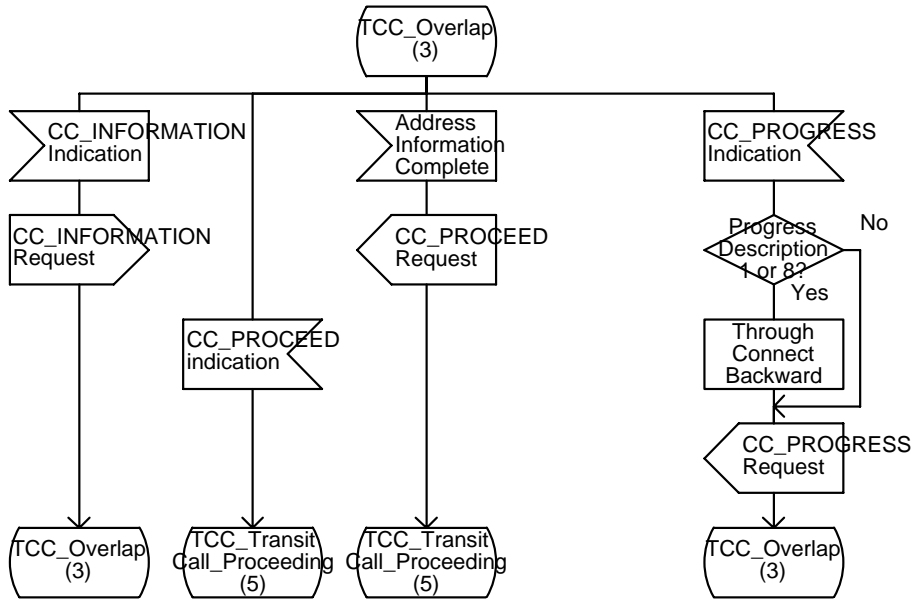 TCC_Overlap
(3)
CC_INFORMATION
Indication
Address
Information
Complete
CC_PROGRESS
Indication
CC_INFORMATION
Request
CC_PROCEED
Request
Progress
Description
1 or 8?
No
Yes
CC_PROCEED
indication
Through
Connect
Backward
CC_PROGRESS
Request
TCC_Overlap
(3)
TCC_Transit
Call_Proceeding
(5)
TCC_Transit
Call_Proceeding
(5)
TCC_Overlap
(3)